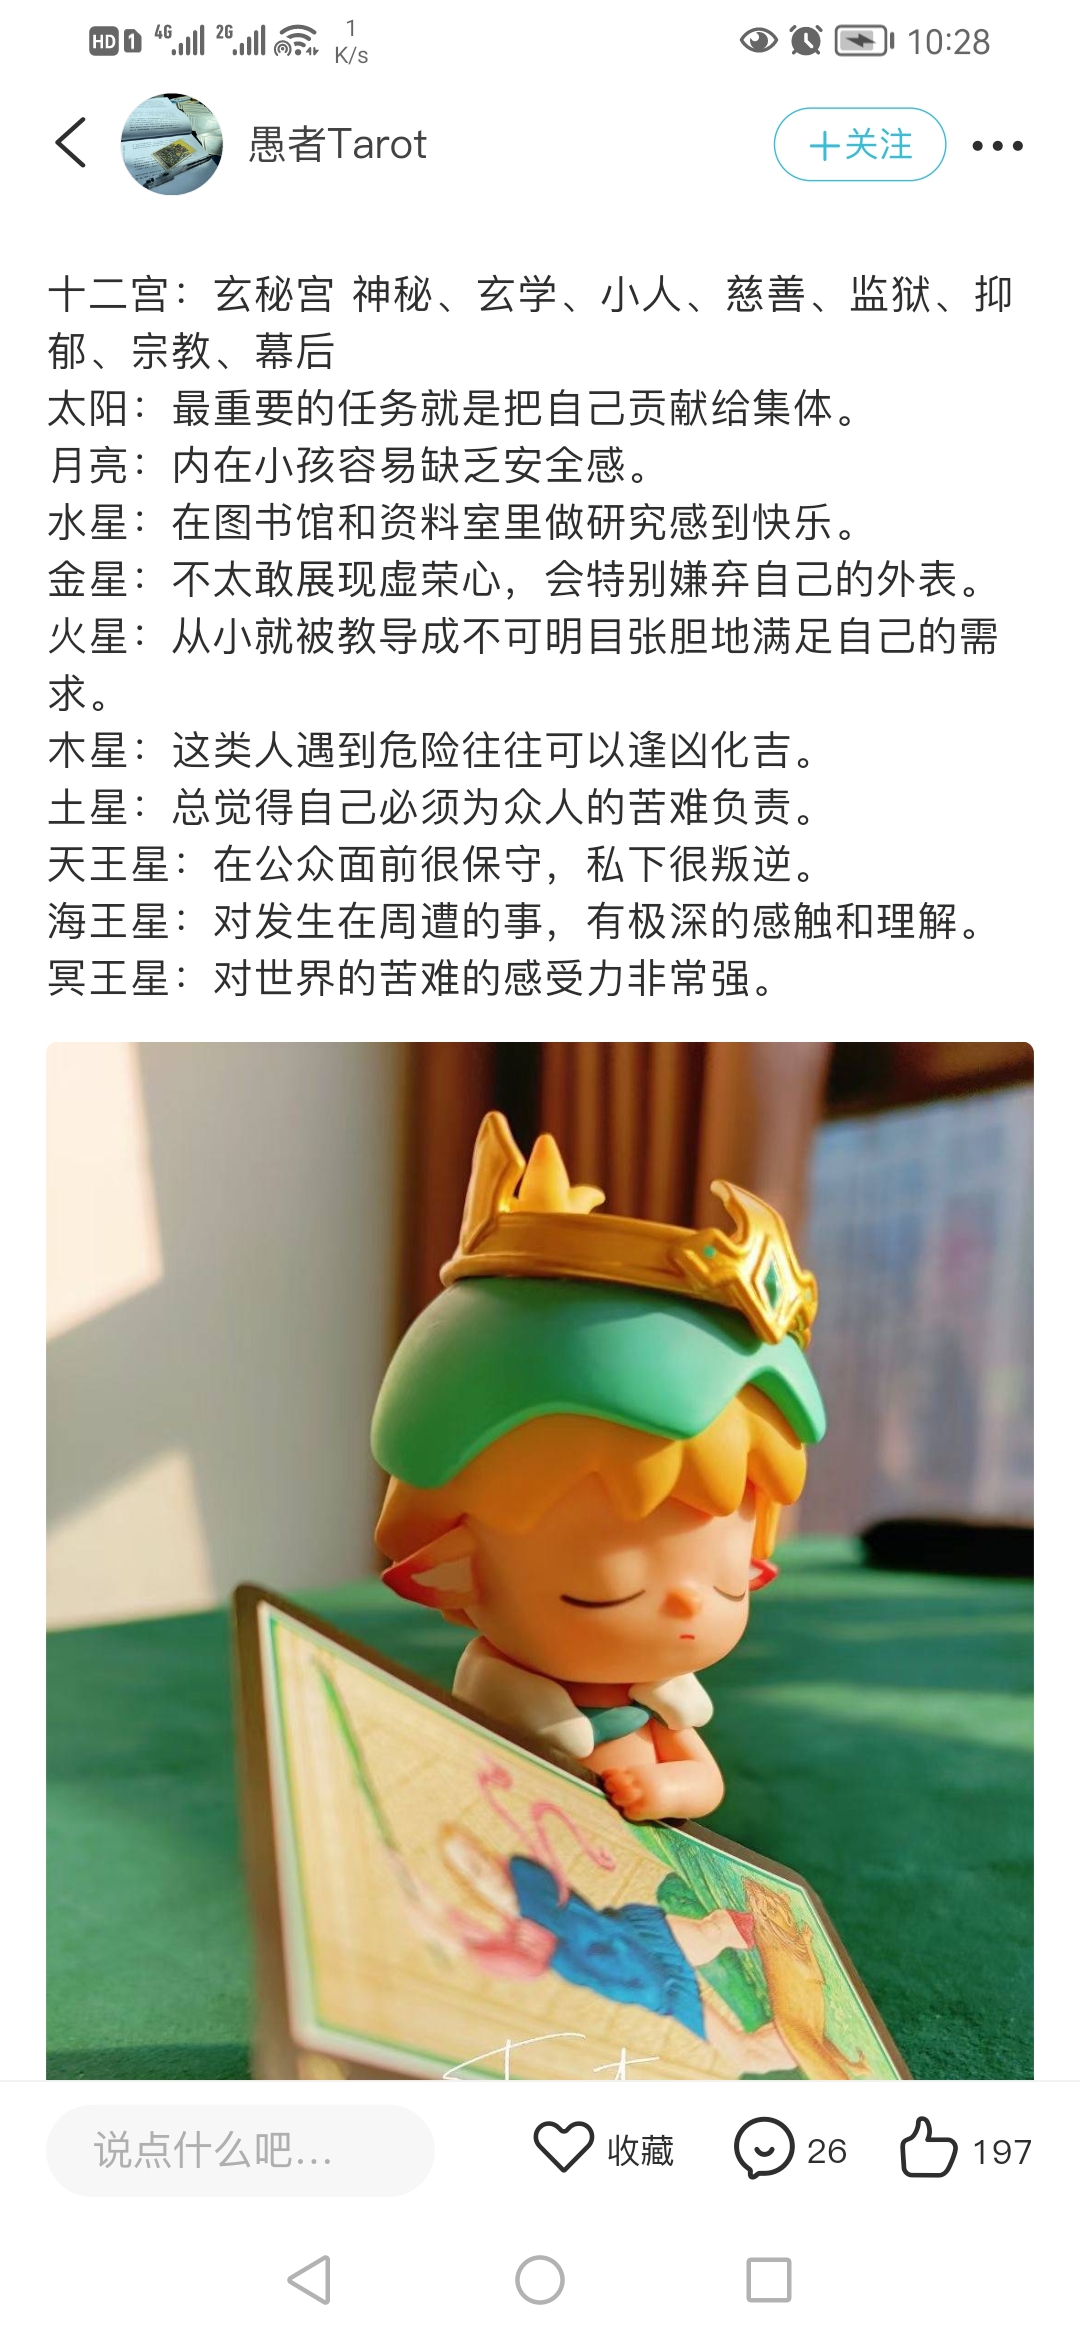 HD 1 4G 2G 1 K/s 10:28
愚者Tarot
+关注
十二宫：玄秘宫 神秘、玄学、小人、慈善、监狱、抑
郁、宗教、幕后
太阳：最重要的任务就是把自己贡献给集体。
月亮：内在小孩容易缺乏安全感。
水星：在图书馆和资料室里做研究感到快乐。
金星：不太敢展现虚荣心，会特别嫌弃自己的外表。
火星：从小就被教导成不可明目张胆地满足自己的需
求。
木星：这类人遇到危险往往可以逢凶化吉。
土星：总觉得自己必须为众人的苦难负责。
天王星：在公众面前很保守，私下很叛逆。
海王星：对发生在周遭的事，有极深的感触和理解。
冥王星：对世界的苦难的感受力非常强。
说点什么吧...
收藏
26
197